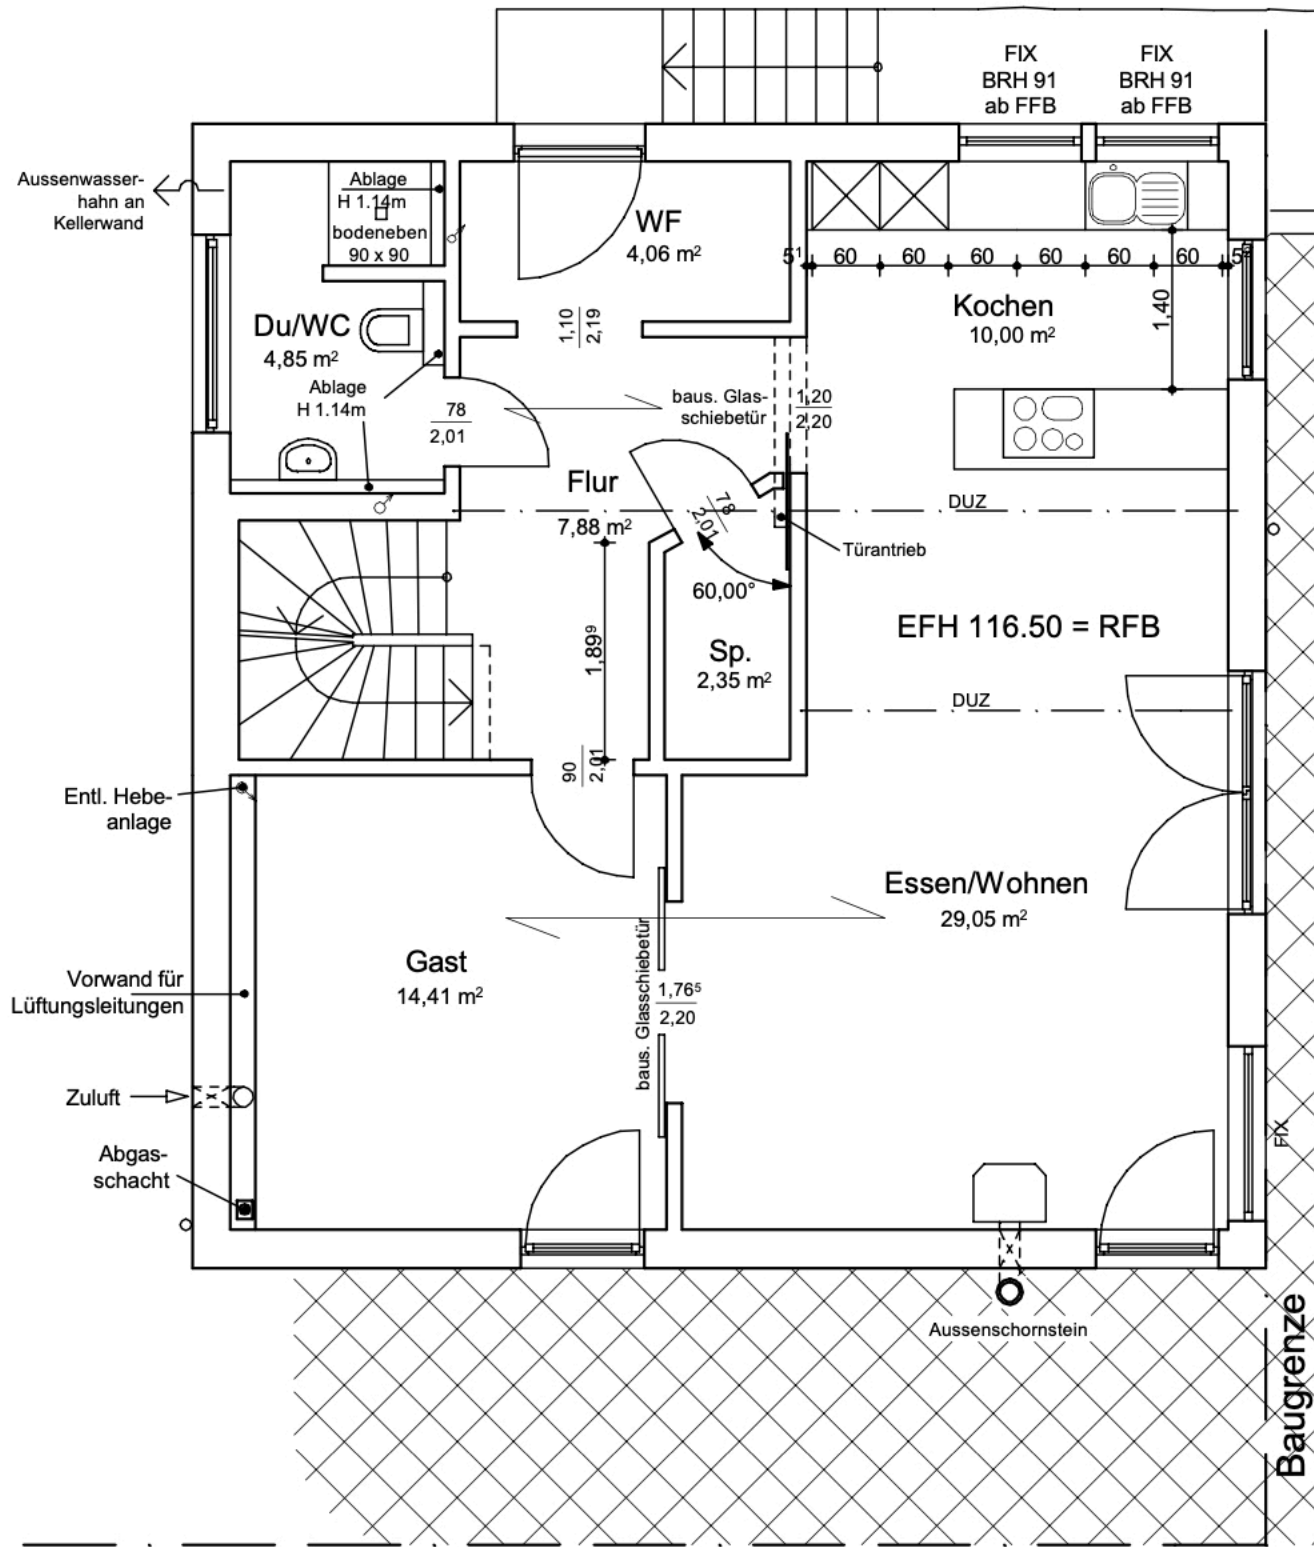 FIX
BRH 91
ab FFB
FIX
BRH 91
ab FFB
Aussenwasser-
hahn an
Kellerwand
Ablage
H 1.14m
bodeneben
90 x 90
WF
4,06 m²
5¹
60
60
60
60
60
60
Kochen
10,00 m²
1,40
Du/WC
4,85 m²
1,10
2,19
Ablage
H 1.14m
78
2,01
baus. Glas-
schiebetür
1,20
2,20
Flur
7,88 m²
78
2,01
DUZ
Türantrieb
60,00°
EFH 116.50 = RFB
1,89⁹
Sp.
2,35 m²
DUZ
90
2,01
Entl. Hebe-
anlage
Essen/Wohnen
29,05 m²
Gast
14,41 m²
baus. Glasschiebetür
1,76⁵
2,20
Vorwand für
Lüftungsleitungen
Zuluft
Abgas-
schacht
FIX
Aussenschornstein
Baugrenze